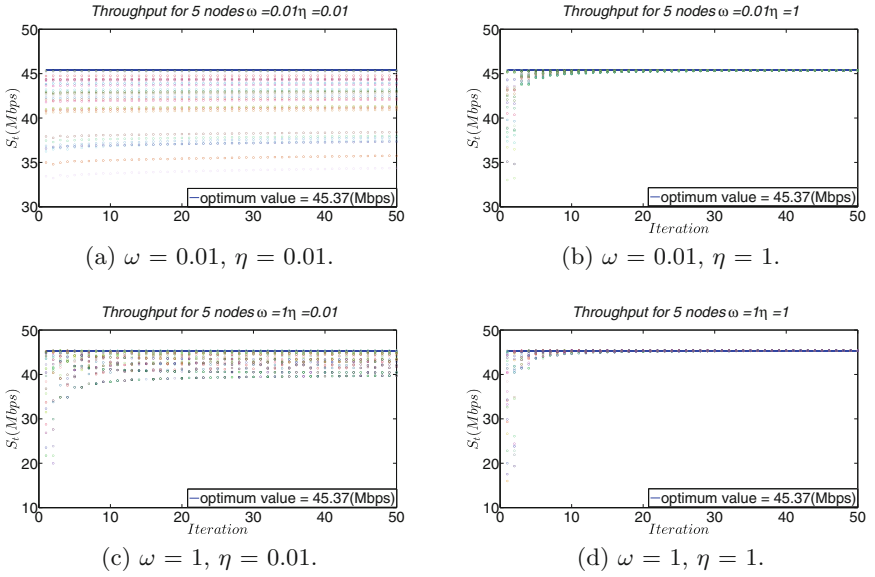 Throughput for 5 nodes ω =0.01η =0.01
50
45
40
35
30
S_t(Mbps)
0 10 20 30 40 50
optimum value = 45.37(Mbps)
(a) ω = 0.01, η = 0.01.
Throughput for 5 nodes ω =0.01η =1
50
45
40
35
30
S_t(Mbps)
optimum value = 45.37(Mbps)
0 10 20 30 40 50
Iteration
(b) ω = 0.01, η = 1.
Throughput for 5 nodes ω =1η =0.01
50
40
30
20
10
S_t(Mbps)
optimum value = 45.37(Mbps)
0 10 20 30 40 50
Iteration
(c) ω = 1, η = 0.01.
Throughput for 5 nodes ω =1η =1
50
40
30
20
10
S_t(Mbps)
optimum value = 45.37(Mbps)
0 10 20 30 40 50
Iteration
(d) ω = 1, η = 1.